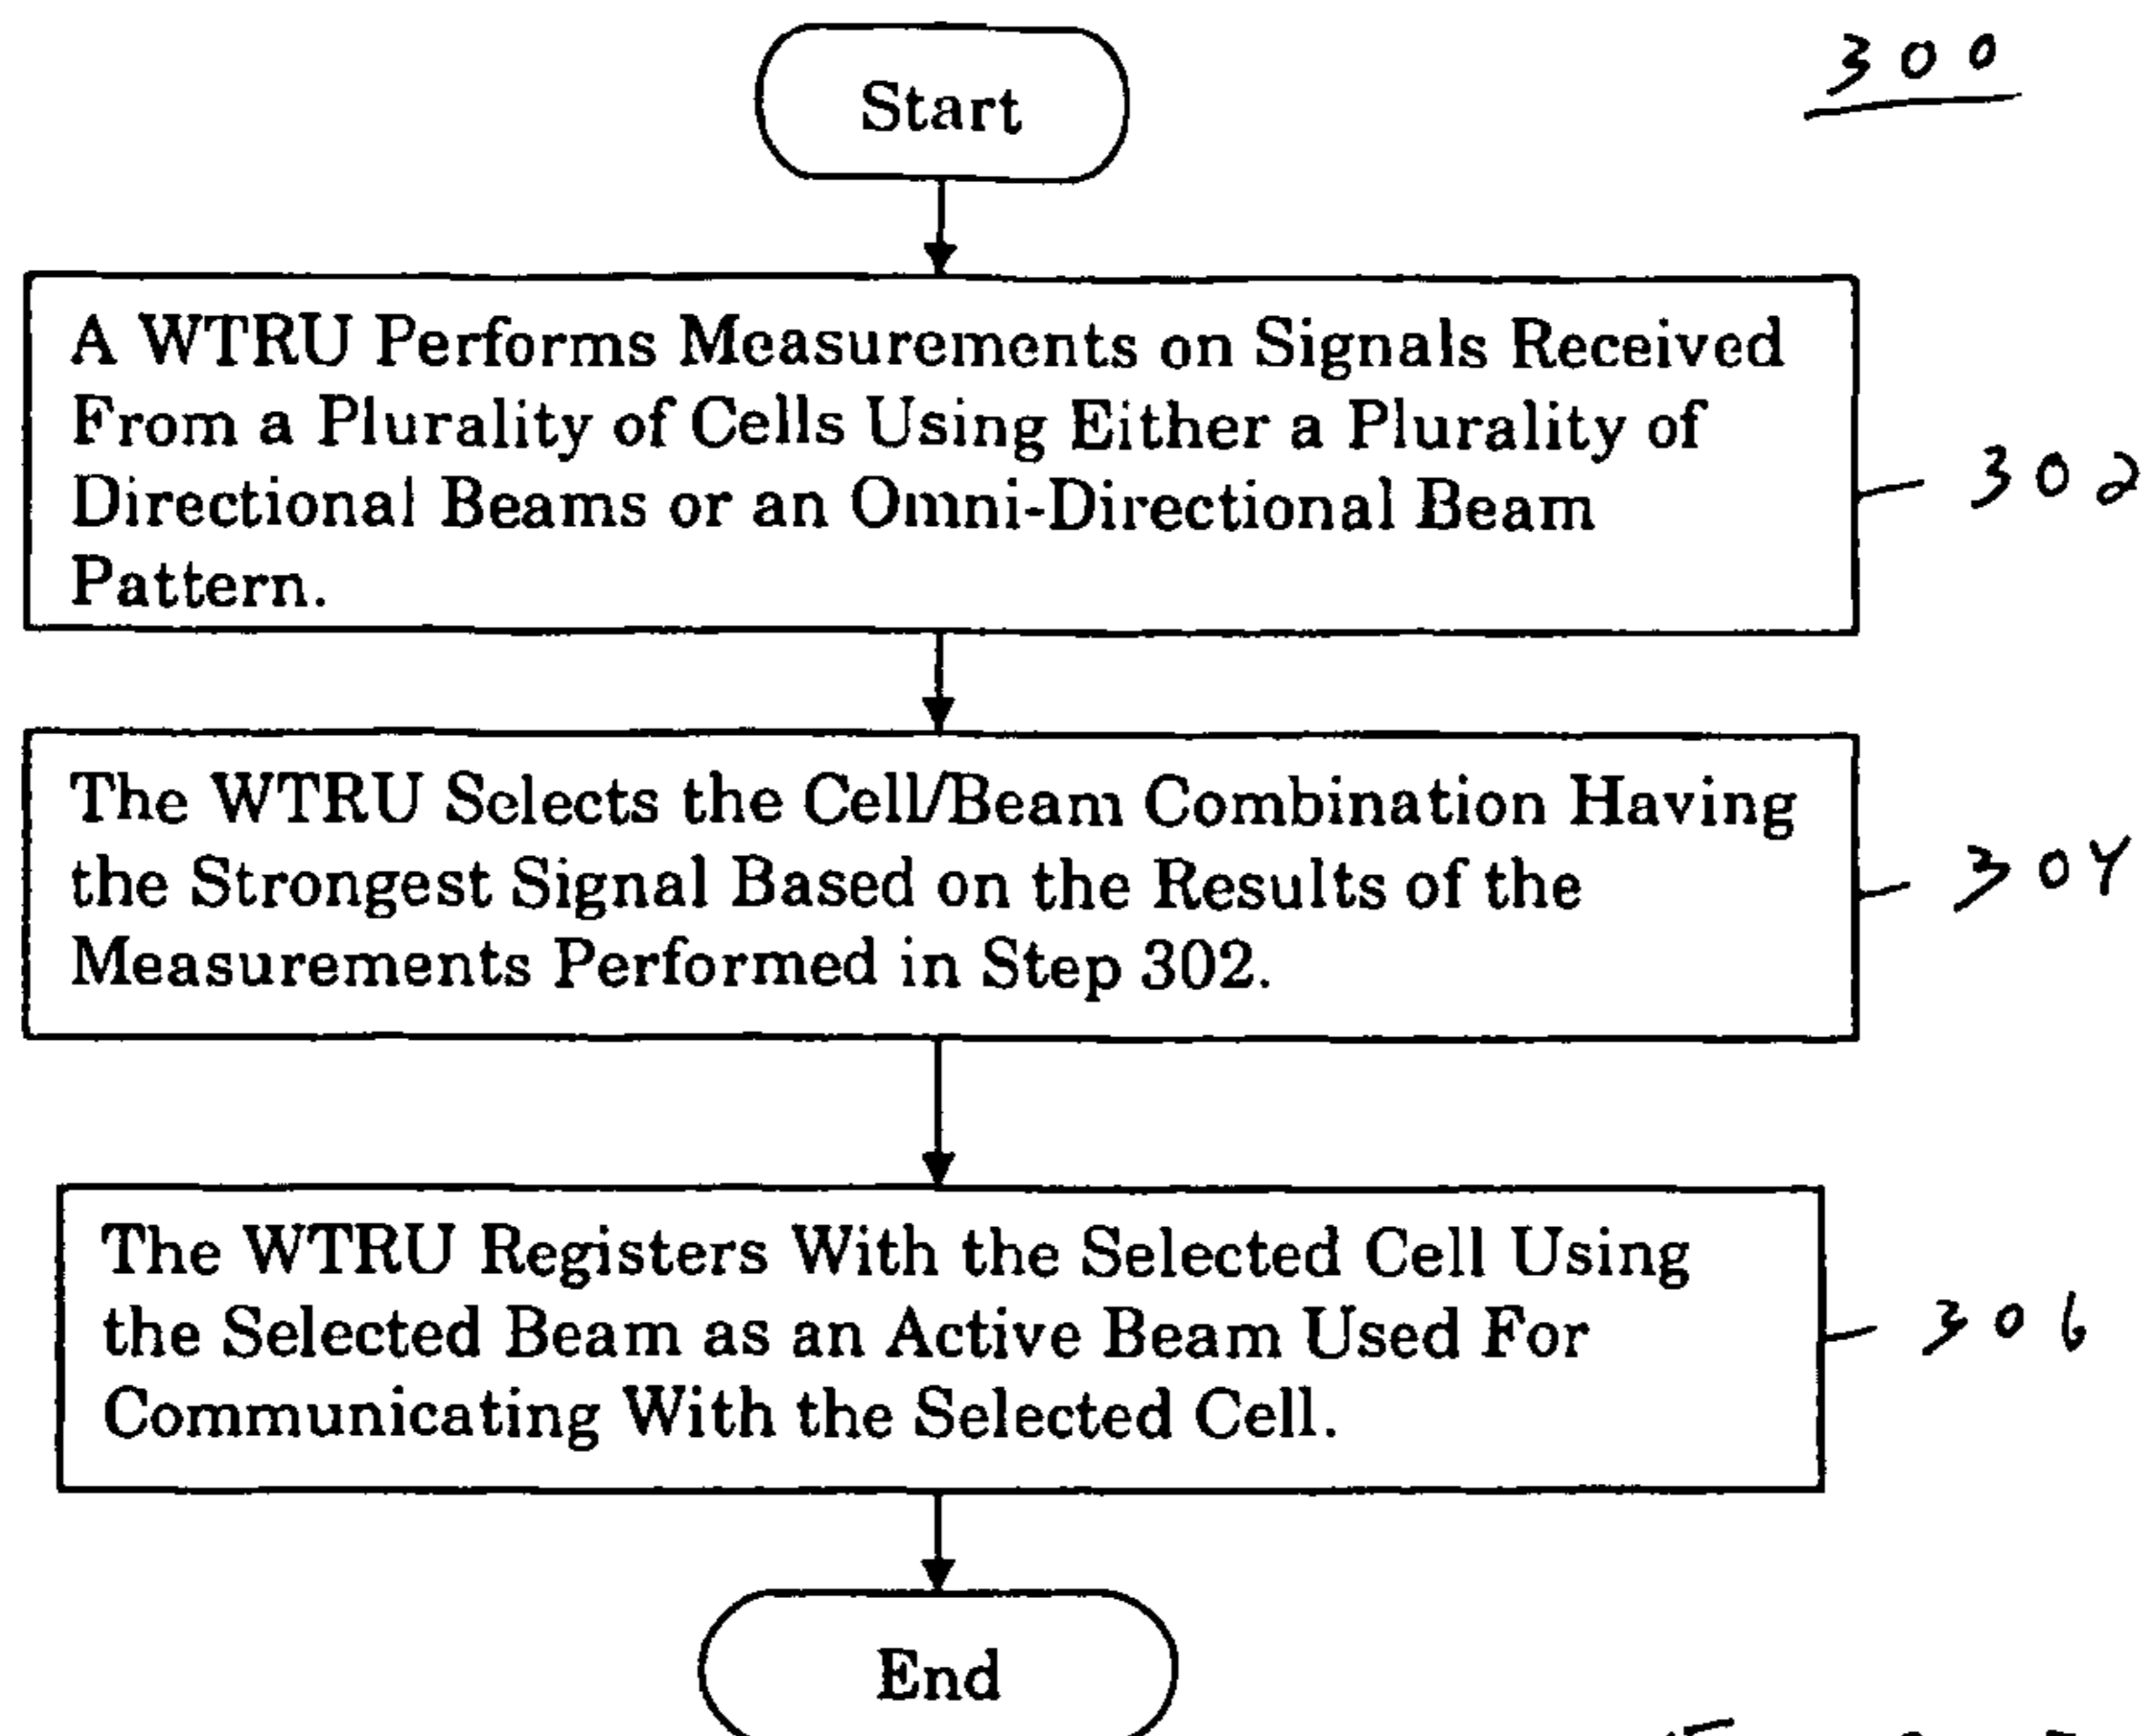 300
Start
A WTRU Performs Measurements on Signals Received
From a Plurality of Cells Using Either a Plurality of
Directional Beams or an Omni-Directional Beam
Pattern.
302
The WTRU Selects the Cell/Beam Combination Having
the Strongest Signal Based on the Results of the
Measurements Performed in Step 302.
304
The WTRU Registers With the Selected Cell Using
the Selected Beam as an Active Beam Used For
Communicating With the Selected Cell.
306
End